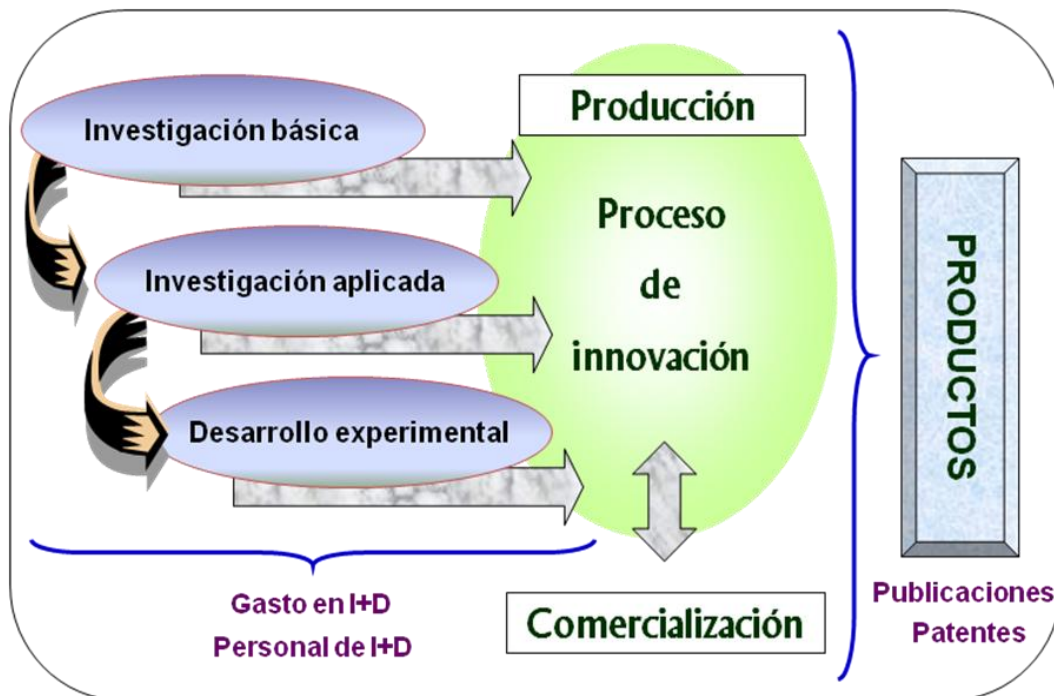 Investigación básica
Investigación aplicada
Desarrollo experimental
Gasto en I+D
Personal de I+D
Producción
Proceso
de
innovación
Comercialización
PRODUCTOS
Publicaciones
Patentes